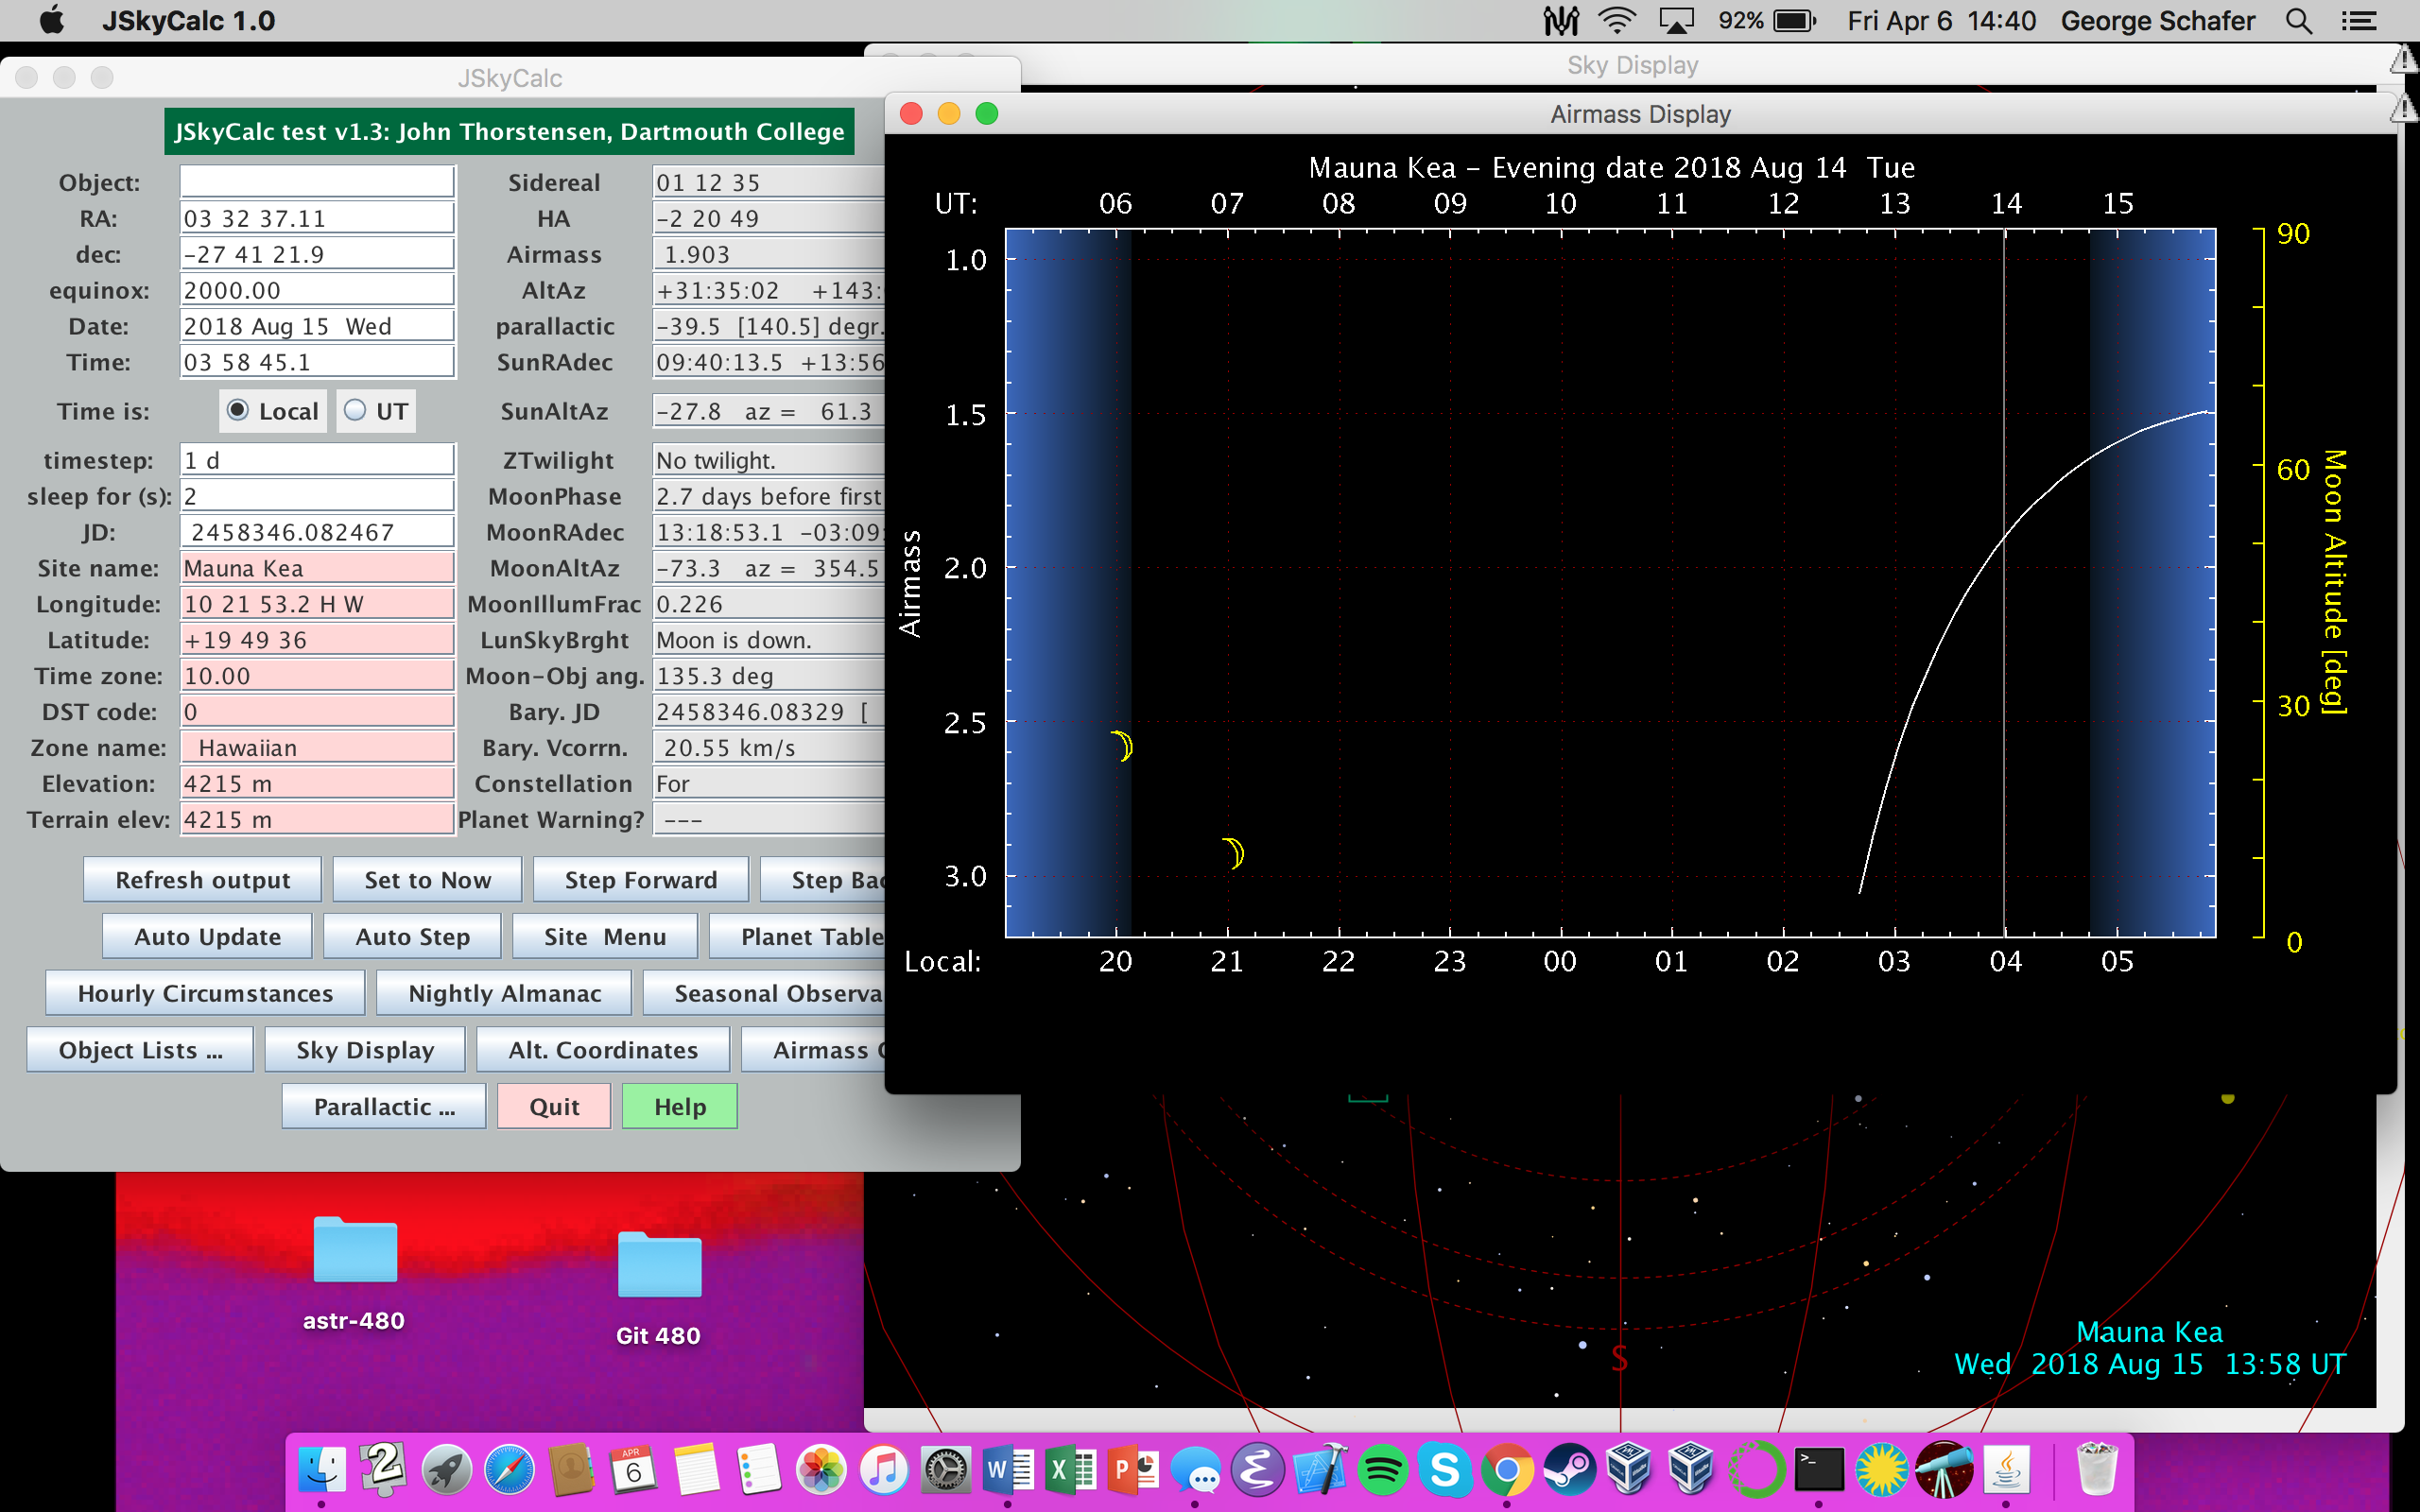 JSkyCalc 1.0
92%
Fri Apr 6 14:40
George Schafer
JSkyCalc
JSkyCalc test v1.3: John Thorstensen, Dartmouth College
Object:
RA: 03 32 37.11
dec: -27 41 21.9
equinox: 2000.00
Date: 2018 Aug 15 Wed
Time: 03 58 45.1
Time is: Local UT
timestep: 1 d
sleep for (s): 2
JD: 2458346.082467
Site name: Mauna Kea
Longitude: 10 21 53.2 H W
Latitude: +19 49 36
Time zone: 10.00
DST code: 0
Zone name: Hawaiian
Elevation: 4215 m
Terrain elev: 4215 m
Sidereal 01 12 35
HA -2 20 49
Airmass 1.903
AltAz +31:35:02 +143:
parallactic -39.5 [140.5] degr.
SunRAdec 09:40:13.5 +13:56
SunAltAz -27.8 az = 61.3
ZTwilight No twilight.
MoonPhase 2.7 days before first
MoonRAdec 13:18:53.1 -03:09:
MoonAltAz -73.3 az = 354.5
MoonIllumFrac 0.226
LunSkyBrght Moon is down.
Moon-Obj ang. 135.3 deg
Bary. JD 2458346.08329 [
Bary. Vcorrn. 20.55 km/s
Constellation For
Planet Warning? ---
Refresh output Set to Now Step Forward Step Bac
Auto Update Auto Step Site Menu Planet Table
Hourly Circumstances Nightly Almanac Seasonal Observa
Object Lists ... Sky Display Alt. Coordinates Airmass
Parallactic ... Quit Help
Sky Display
Airmass Display
Mauna Kea - Evening date 2018 Aug 14 Tue
UT: 06 07 08 09 10 11 12 13 14 15
Airmass
1.0
1.5
2.0
2.5
3.0
90
60
30
0
Moon Altitude [deg]
Local: 20 21 22 23 00 01 02 03 04 05
S
Mauna Kea
Wed 2018 Aug 15 13:58 UT
astr-480
Git 480
2
APR
6
W
X
P
S
>_